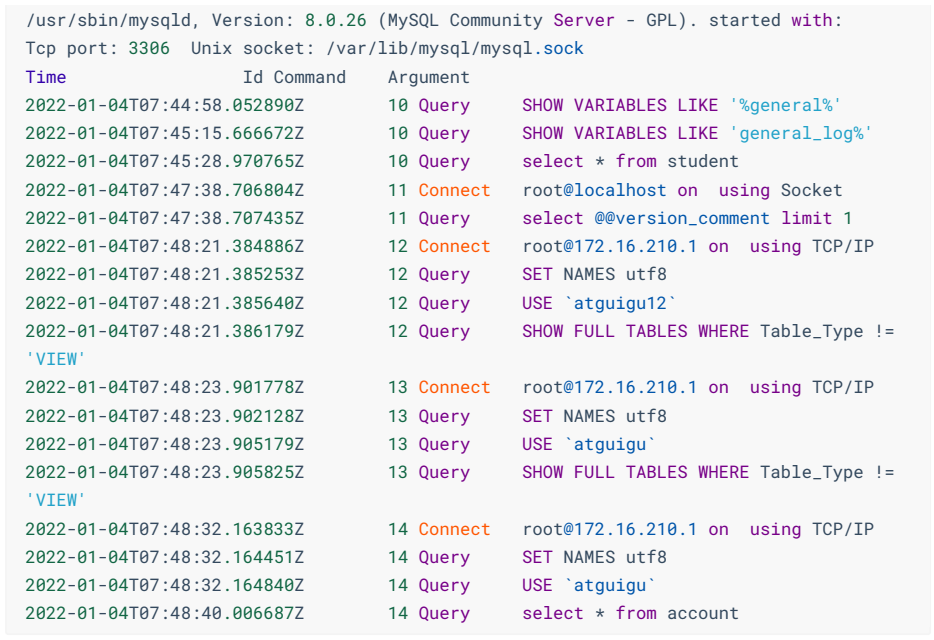 /usr/sbin/mysqld, Version: 8.0.26 (MySQL Community Server - GPL). started with:
Tcp port: 3306  Unix socket: /var/lib/mysql/mysql.sock
Time                 Id Command    Argument
2022-01-04T07:44:58.052890Z        10 Query     SHOW VARIABLES LIKE '%general%'
2022-01-04T07:45:15.666672Z        10 Query     SHOW VARIABLES LIKE 'general_log%'
2022-01-04T07:45:28.970765Z        10 Query     select * from student
2022-01-04T07:47:38.706804Z        11 Connect   root@localhost on  using Socket
2022-01-04T07:47:38.707435Z        11 Query     select @@version_comment limit 1
2022-01-04T07:48:21.384886Z        12 Connect   root@172.16.210.1 on  using TCP/IP
2022-01-04T07:48:21.385253Z        12 Query     SET NAMES utf8
2022-01-04T07:48:21.385640Z        12 Query     USE `atguigu12`
2022-01-04T07:48:21.386179Z        12 Query     SHOW FULL TABLES WHERE Table_Type !=
'VIEW'
2022-01-04T07:48:23.901778Z        13 Connect   root@172.16.210.1 on  using TCP/IP
2022-01-04T07:48:23.902128Z        13 Query     SET NAMES utf8
2022-01-04T07:48:23.905179Z        13 Query     USE `atguigu`
2022-01-04T07:48:23.905825Z        13 Query     SHOW FULL TABLES WHERE Table_Type !=
'VIEW'
2022-01-04T07:48:32.163833Z        14 Connect   root@172.16.210.1 on  using TCP/IP
2022-01-04T07:48:32.164451Z        14 Query     SET NAMES utf8
2022-01-04T07:48:32.164840Z        14 Query     USE `atguigu`
2022-01-04T07:48:40.006687Z        14 Query     select * from account